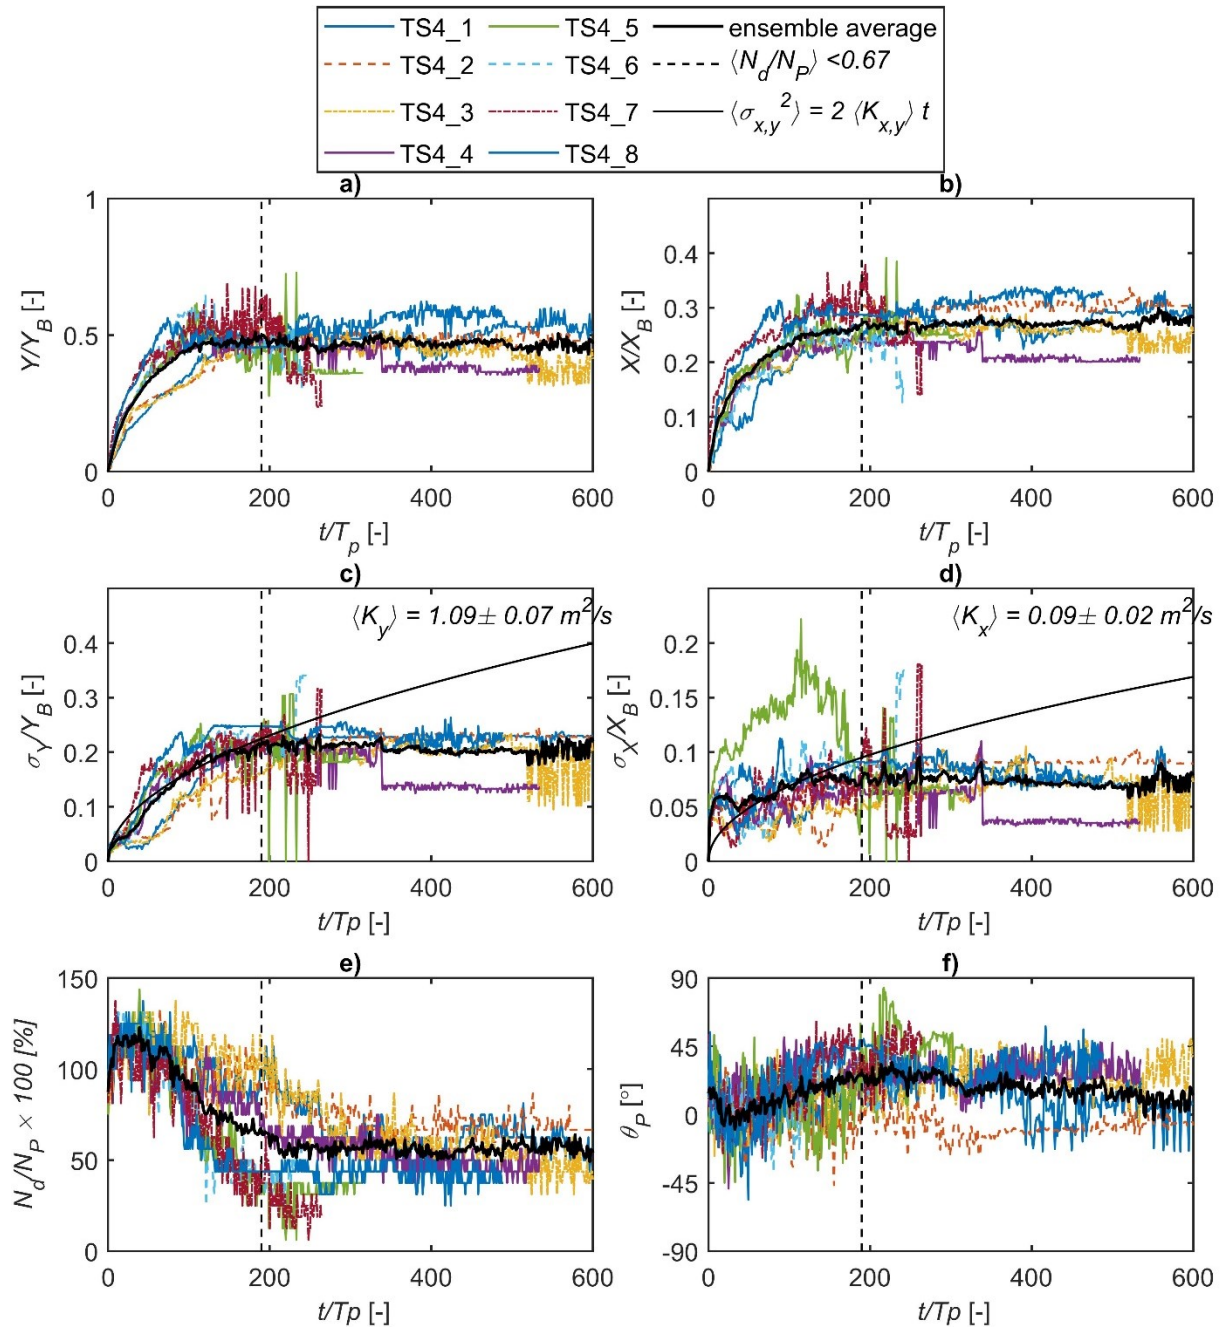 TS4_1 TS4_5 ensemble average
TS4_2 TS4_6 ⟨N_d/N_P⟩ <0.67
TS4_3 TS4_7 ⟨σ_{x,y}^2⟩ = 2 ⟨K_{x,y}⟩ t
TS4_4 TS4_8
a)
1
0.5
0
Y/Y_B [-]
0 200 400 600
t/T_p [-]
b)
0.4
0.3
0.2
0.1
0
X/X_B [-]
0 200 400 600
t/T_p [-]
c)
⟨K_y⟩ = 1.09± 0.07 m^2/s
0.4
0.3
0.2
0.1
0
σ_Y/Y_B [-]
0 200 400 600
t/Tp [-]
d)
⟨K_x⟩ = 0.09± 0.02 m^2/s
0.2
0.15
0.1
0.05
0
σ_X/X_B [-]
0 200 400 600
t/Tp [-]
e)
150
100
50
0
N_d/N_P × 100 [%]
0 200 400 600
t/Tp [-]
f)
90
45
0
-45
-90
θ_P [°]
0 200 400 600
t/Tp [-]